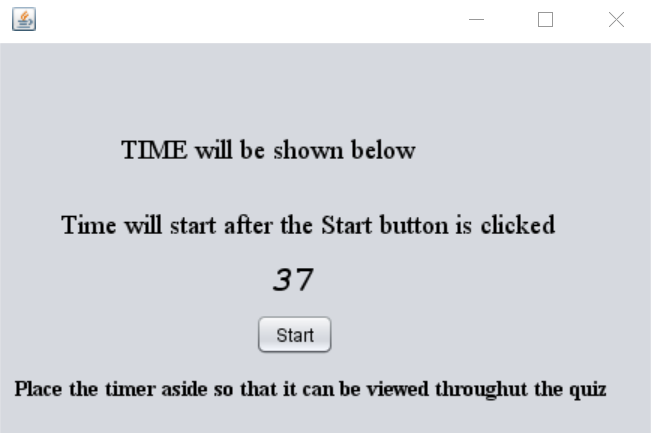 TIME will be shown below
Time will start after the Start button is clicked
37
Start
Place the timer aside so that it can be viewed throughut the quiz